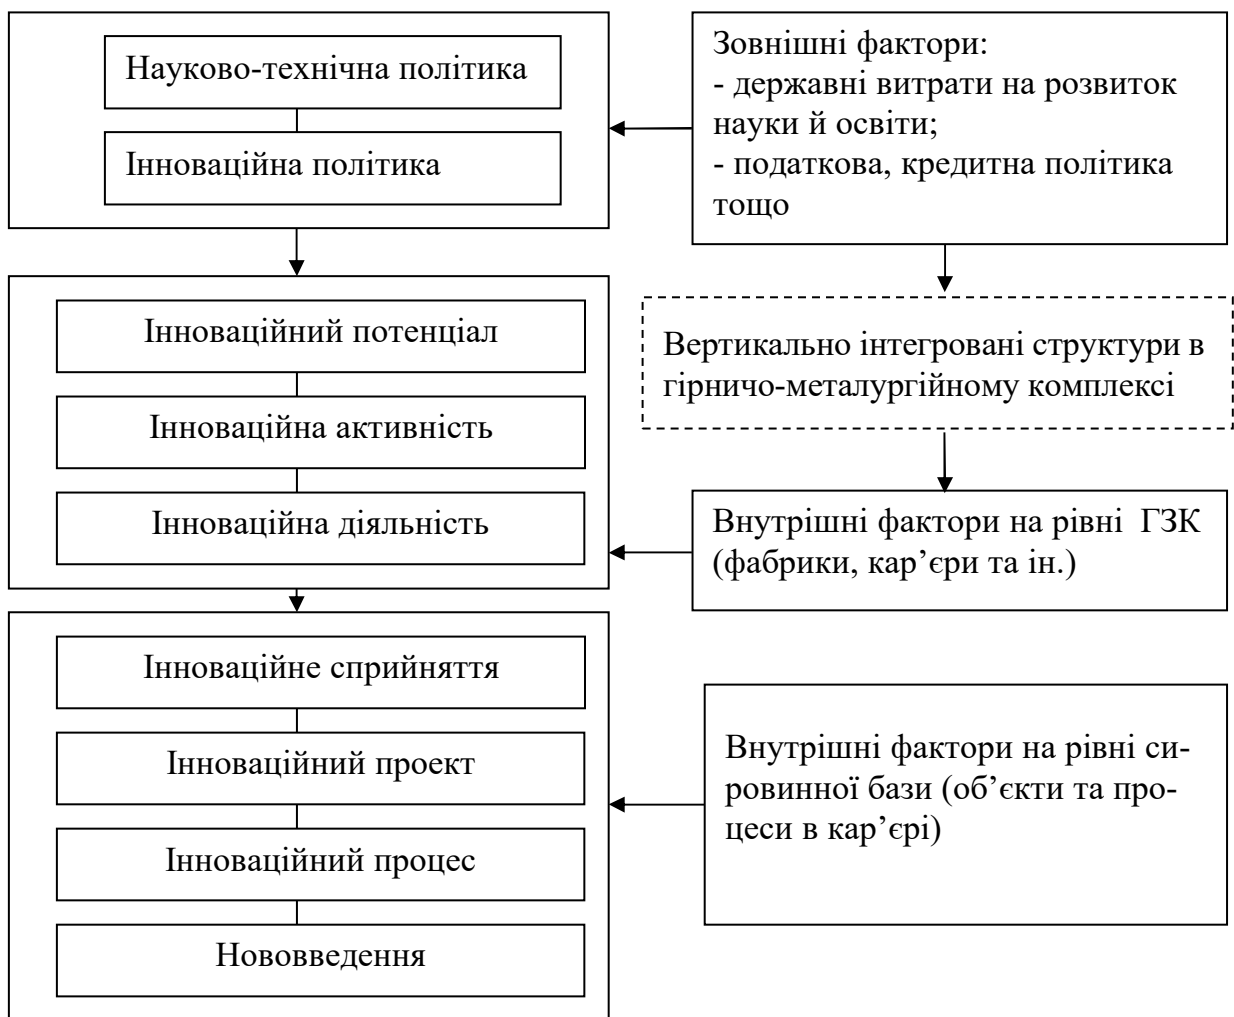 Науково-технічна політика
Інноваційна політика
Зовнішні фактори:
- державні витрати на розвиток
науки й освіти;
- податкова, кредитна політика
тощо
Інноваційний потенціал
Інноваційна активність
Інноваційна діяльність
Вертикально інтегровані структури в
гірничо-металургійному комплексі
Внутрішні фактори на рівні ГЗК
(фабрики, кар’єри та ін.)
Інноваційне сприйняття
Інноваційний проект
Інноваційний процес
Нововведення
Внутрішні фактори на рівні си-
ровинної бази (об’єкти та про-
цеси в кар’єрі)